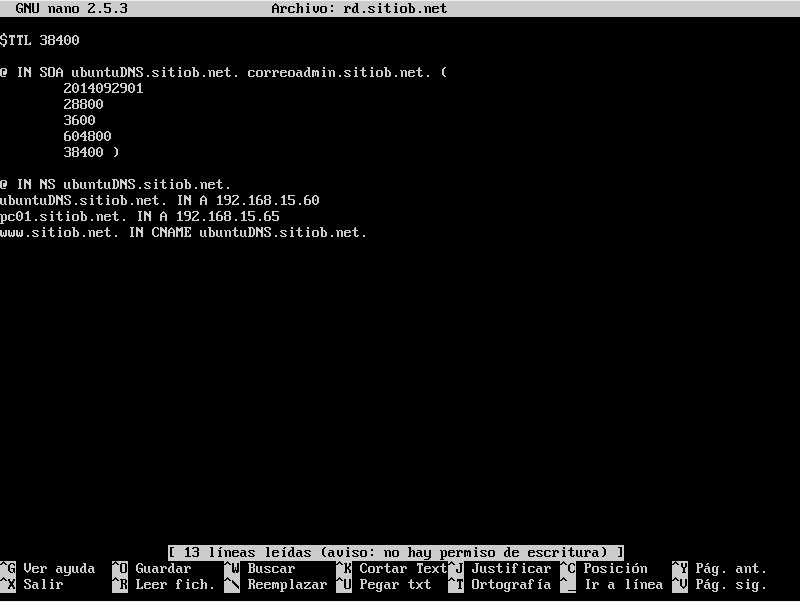 GNU nano 2.5.3 Archivo: rd.sitiob.net
$TTL 38400
@ IN SOA ubuntuDNS.sitiob.net. correoadmin.sitiob.net. (
2014092901
28800
3600
604800
38400 )
@ IN NS ubuntuDNS.sitiob.net.
ubuntuDNS.sitiob.net. IN A 192.168.15.60
pc01.sitiob.net. IN A 192.168.15.65
www.sitiob.net. IN CNAME ubuntuDNS.sitiob.net.
[ 13 líneas leídas (aviso: no hay permiso de escritura) ]
^G Ver ayuda ^O Guardar ^W Buscar ^K Cortar Text^J Justificar ^C Posición ^Y Pág. ant.
^X Salir ^R Leer fich. ^\ Reemplazar ^U Pegar txt ^T Ortografía ^_ Ir a línea ^V Pág. sig.